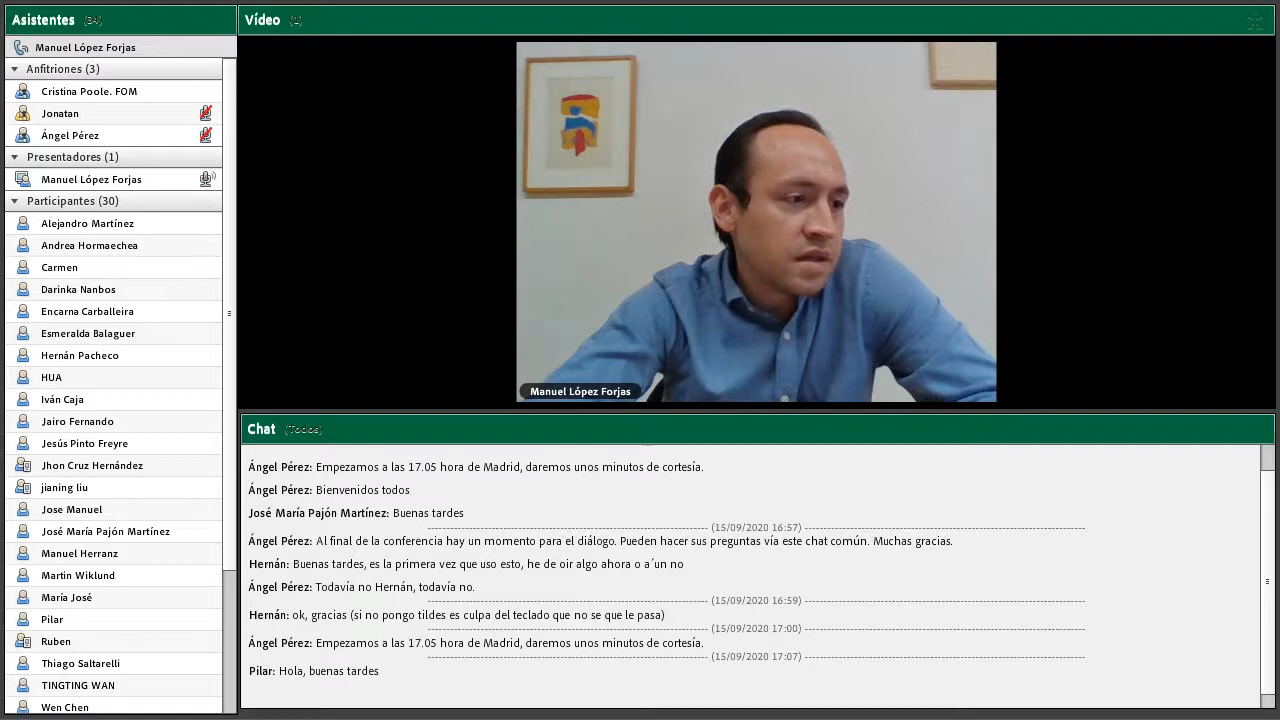 Asistentes (34)
Manuel López Forjas
Anfitriones (3)
Cristina Poole. FOM
Jonatan
Ángel Pérez
Presentadores (1)
Manuel López Forjas
Participantes (30)
Alejandro Martínez
Andrea Hormaechea
Carmen
Darinka Nanbos
Encarna Carballeira
Esmeralda Balaguer
Hernán Pacheco
HUA
Iván Caja
Jairo Fernando
Jesús Pinto Freyre
Jhon Cruz Hernández
jianing liu
Jose Manuel
José María Pajón Martínez
Manuel Herranz
Martin Wiklund
María José
Pilar
Ruben
Thiago Saltarelli
TINGTING WAN
Wen Chen
Vídeo (1)
Manuel López Forjas
Chat (Todos)
Ángel Pérez: Empezamos a las 17.05 hora de Madrid, daremos unos minutos de cortesía.
Ángel Pérez: Bienvenidos todos
José María Pajón Martínez: Buenas tardes
(15/09/2020 16:57)
Ángel Pérez: Al final de la conferencia hay un momento para el diálogo. Pueden hacer sus preguntas vía este chat común. Muchas gracias.
Hernán: Buenas tardes, es la primera vez que uso esto, he de oir algo ahora o a´un no
Ángel Pérez: Todavía no Hernán, todavía no.
(15/09/2020 16:59)
Hernán: ok, gracias (si no pongo tildes es culpa del teclado que no se que le pasa)
(15/09/2020 17:00)
Ángel Pérez: Empezamos a las 17.05 hora de Madrid, daremos unos minutos de cortesía.
(15/09/2020 17:07)
Pilar: Hola, buenas tardes